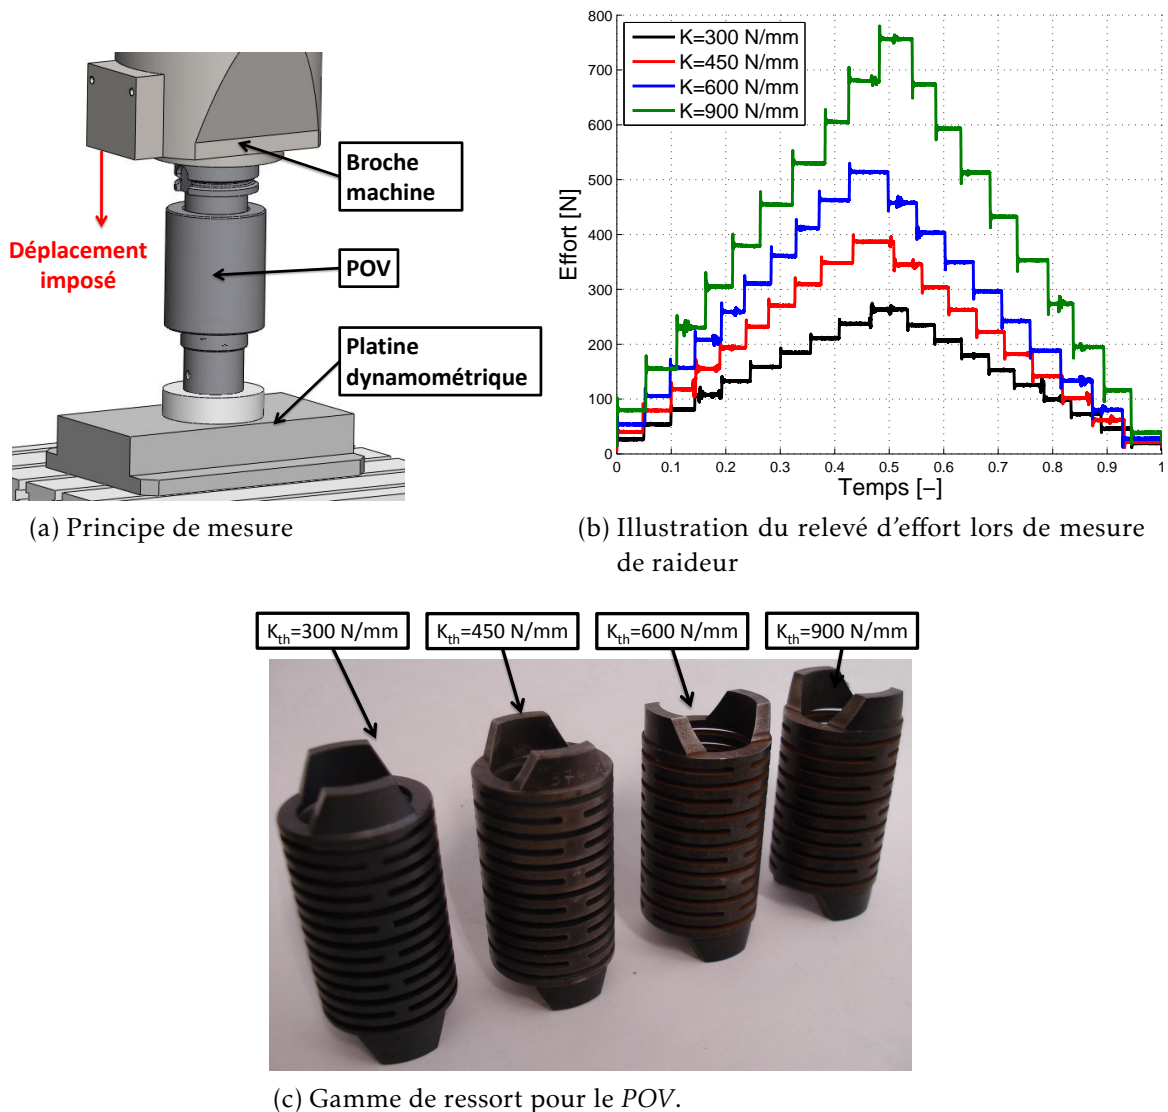 Broche
machine
Déplacement
imposé
POV
Platine
dynamométrique
(a) Principe de mesure
800
700
600
500
400
300
200
100
0
Effort [N]
K=300 N/mm
K=450 N/mm
K=600 N/mm
K=900 N/mm
0 0.1 0.2 0.3 0.4 0.5 0.6 0.7 0.8 0.9 1
Temps [−]
(b) Illustration du relevé d'effort lors de mesure
de raideur
Kth=300 N/mm
Kth=450 N/mm
Kth=600 N/mm
Kth=900 N/mm
(c) Gamme de ressort pour le POV.